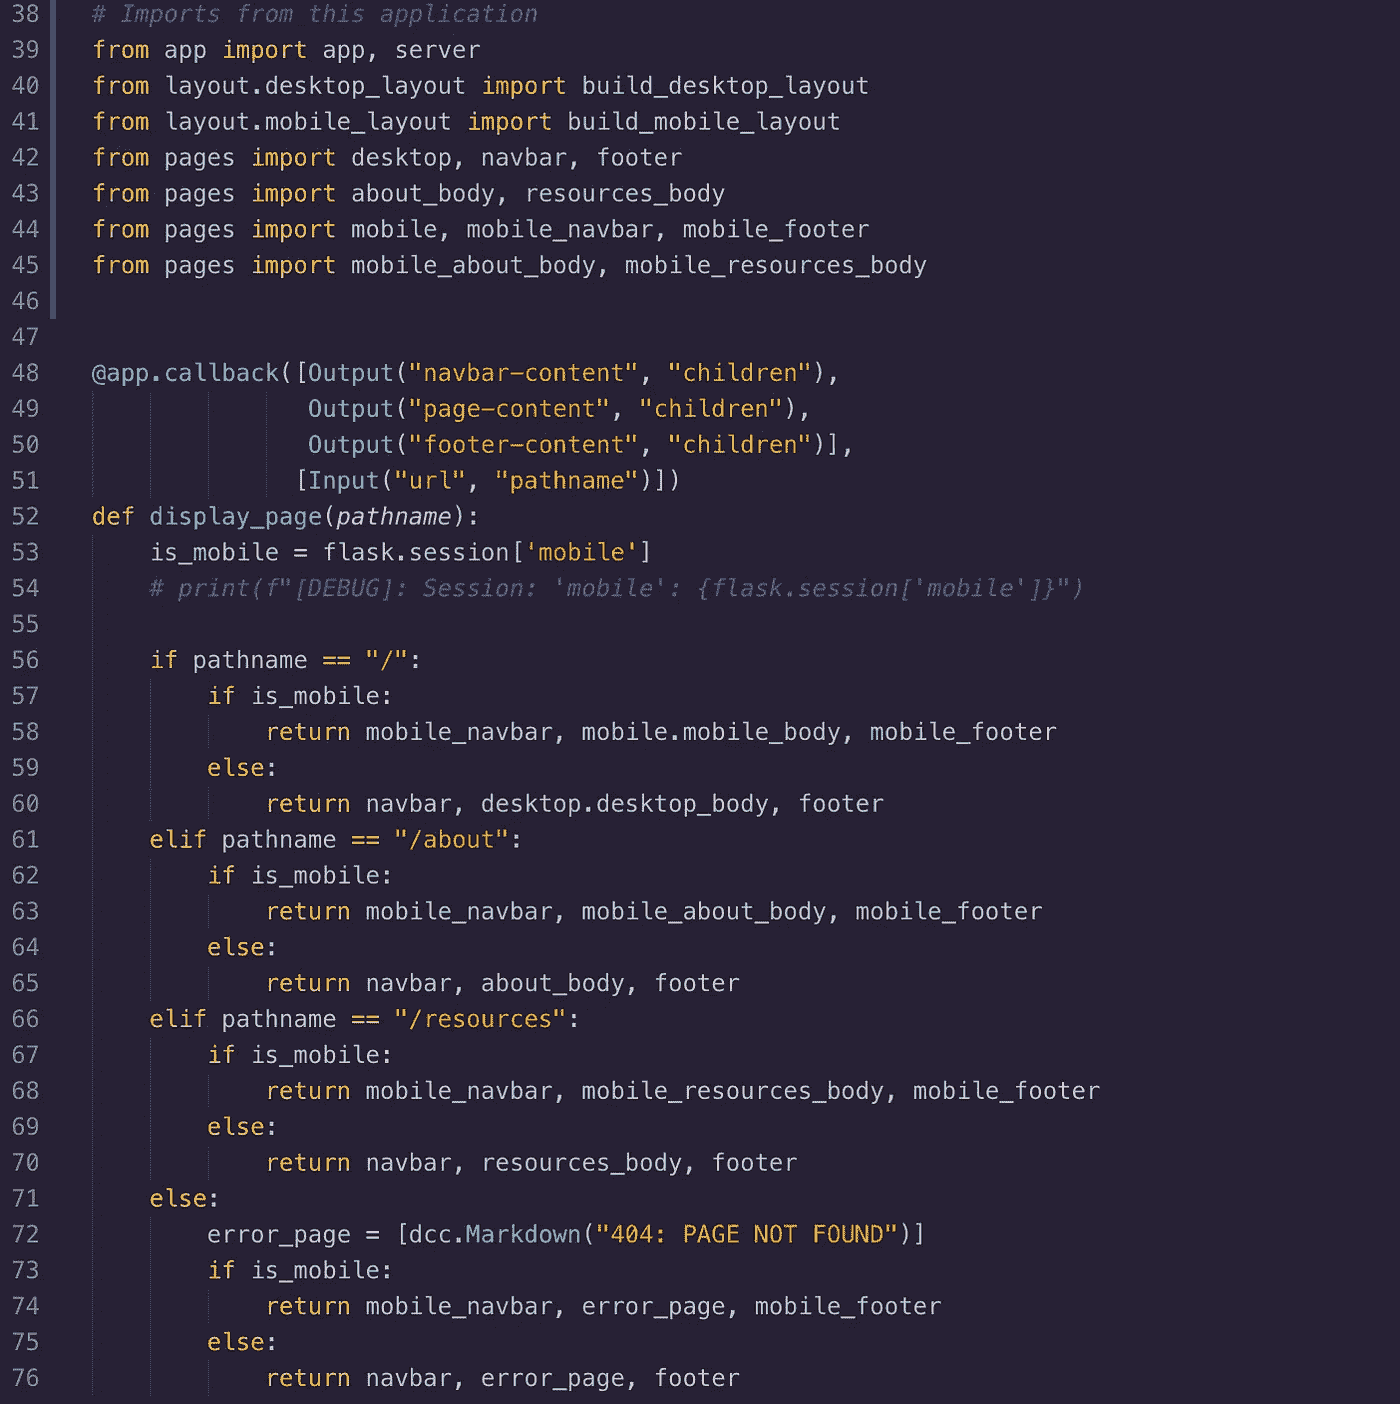 38 # Imports from this application
39 from app import app, server
40 from layout.desktop_layout import build_desktop_layout
41 from layout.mobile_layout import build_mobile_layout
42 from pages import desktop, navbar, footer
43 from pages import about_body, resources_body
44 from pages import mobile, mobile_navbar, mobile_footer
45 from pages import mobile_about_body, mobile_resources_body
46
47
48 @app.callback([Output("navbar-content", "children"),
49                Output("page-content", "children"),
50                Output("footer-content", "children")],
51               [Input("url", "pathname")])
52 def display_page(pathname):
53     is_mobile = flask.session['mobile']
54     # print(f"[DEBUG]: Session: 'mobile': {flask.session['mobile']}")
55
56     if pathname == "/":
57         if is_mobile:
58             return mobile_navbar, mobile.mobile_body, mobile_footer
59         else:
60             return navbar, desktop.desktop_body, footer
61     elif pathname == "/about":
62         if is_mobile:
63             return mobile_navbar, mobile_about_body, mobile_footer
64         else:
65             return navbar, about_body, footer
66     elif pathname == "/resources":
67         if is_mobile:
68             return mobile_navbar, mobile_resources_body, mobile_footer
69         else:
70             return navbar, resources_body, footer
71     else:
72         error_page = [dcc.Markdown("404: PAGE NOT FOUND")]
73         if is_mobile:
74             return mobile_navbar, error_page, mobile_footer
75         else:
76             return navbar, error_page, footer